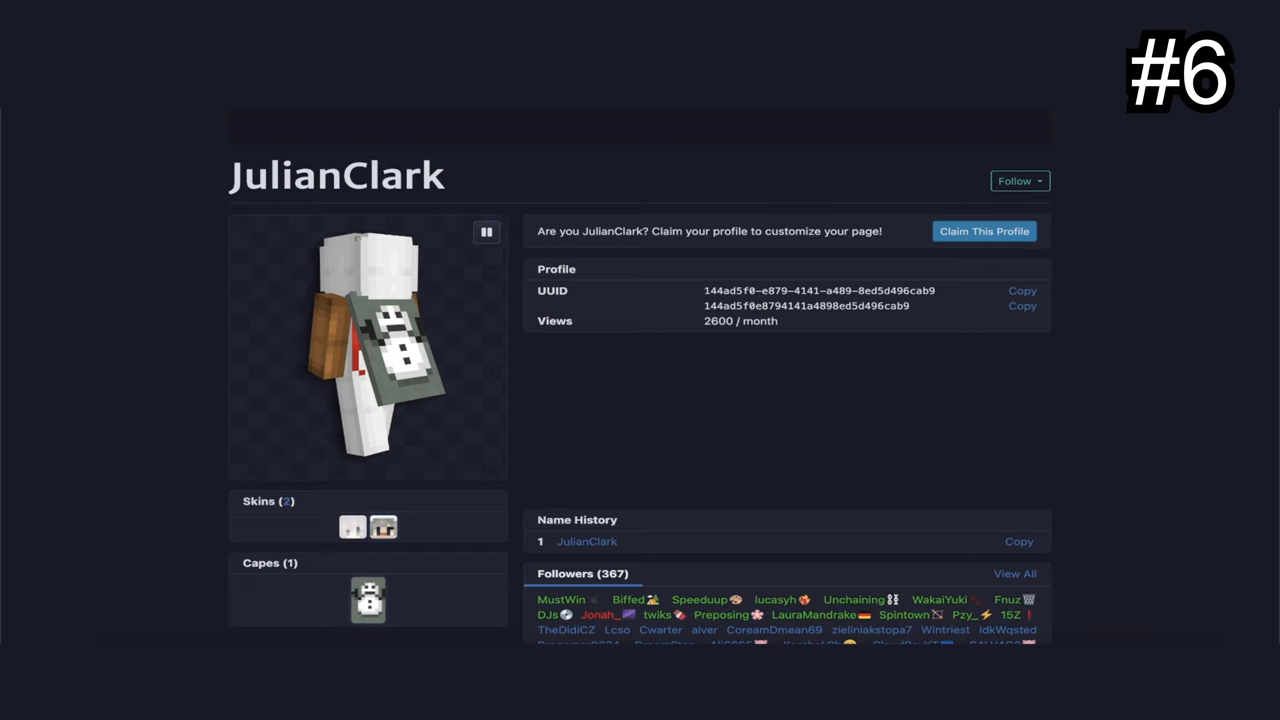 #6
JulianClark
Follow
Are you JulianClark? Claim your profile to customize your page!
Claim This Profile
Profile
UUID
144ad5f0-e879-4141-a489-8ed5d496cab9
Copy
144ad5f0e8794141a4898ed5d496cab9
Copy
Views
2600 / month
Skins (2)
Capes (1)
Name History
1 JulianClark
Copy
Followers (367)
View All
MustWin Biffed Speeduup lucasyh Unchaining WakaiYuki Fnuz
DJs Jonah_ twiks Preposing LauraMandrake Spintown Pzy_ 15Z
TheDidiCZ Lcso Cwarter aiver CoreamDmean69 zieliniakstopa7 Wintriest IdkWqsted